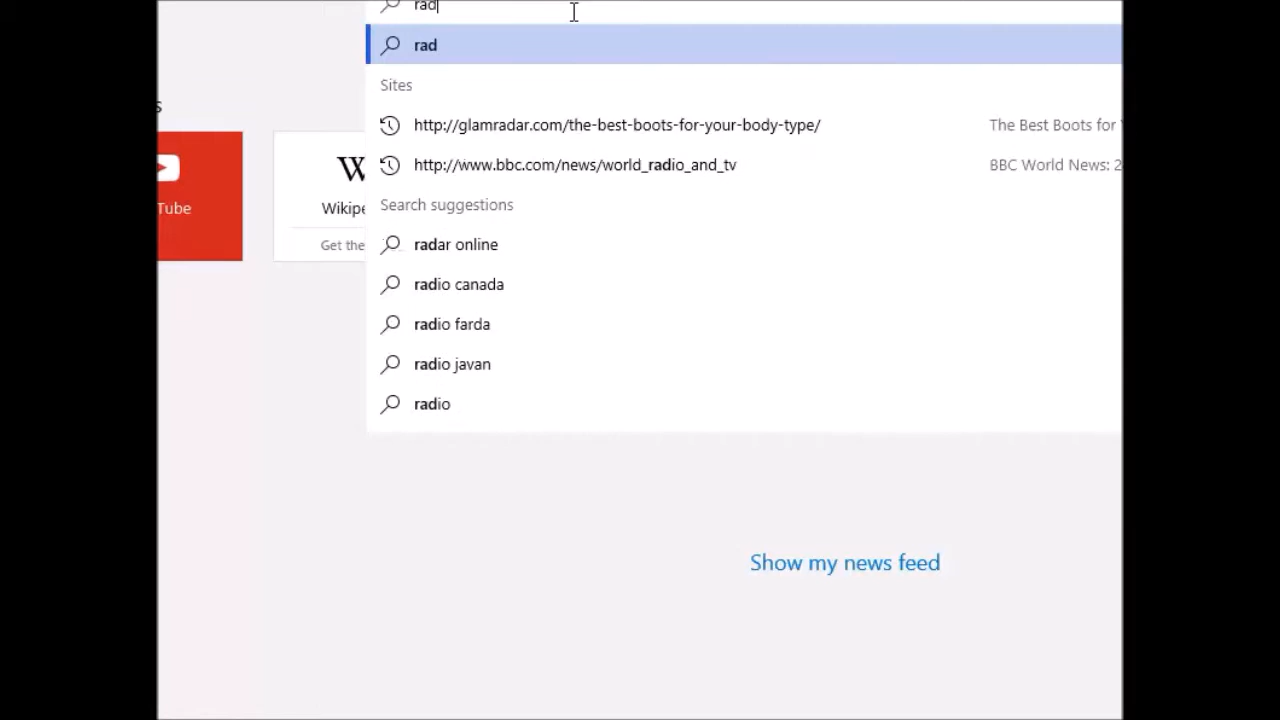 rad
rad
Sites
s
http://glamradar.com/the-best-boots-for-your-body-type/ The Best Boots for
http://www.bbc.com/news/world_radio_and_tv BBC World News: 2
Tube
W
Wikipe
Search suggestions
Get the
radar online
radio canada
radio farda
radio javan
radio
Show my news feed